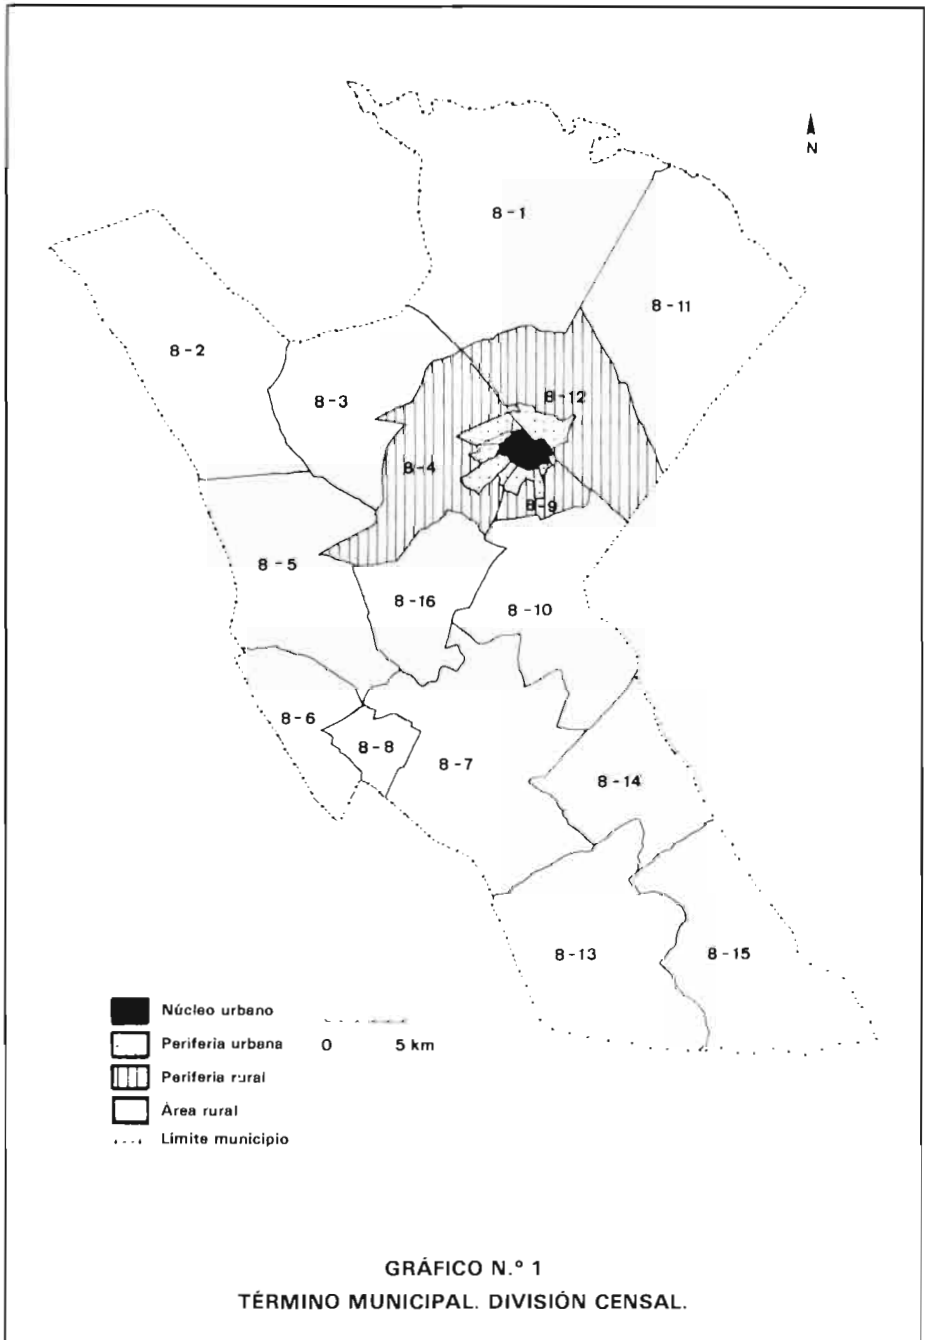 N
8-1
8-11
8-2
8-3
8-12
8-4
8-9
8-5
8-16
8-10
8-6
8-8
8-7
8-14
8-13
8-15
Núcleo urbano
Periferia urbana
0 5 km
Periferia rural
Área rural
Límite municipio
GRÁFICO N.º 1
TÉRMINO MUNICIPAL. DIVISIÓN CENSAL.